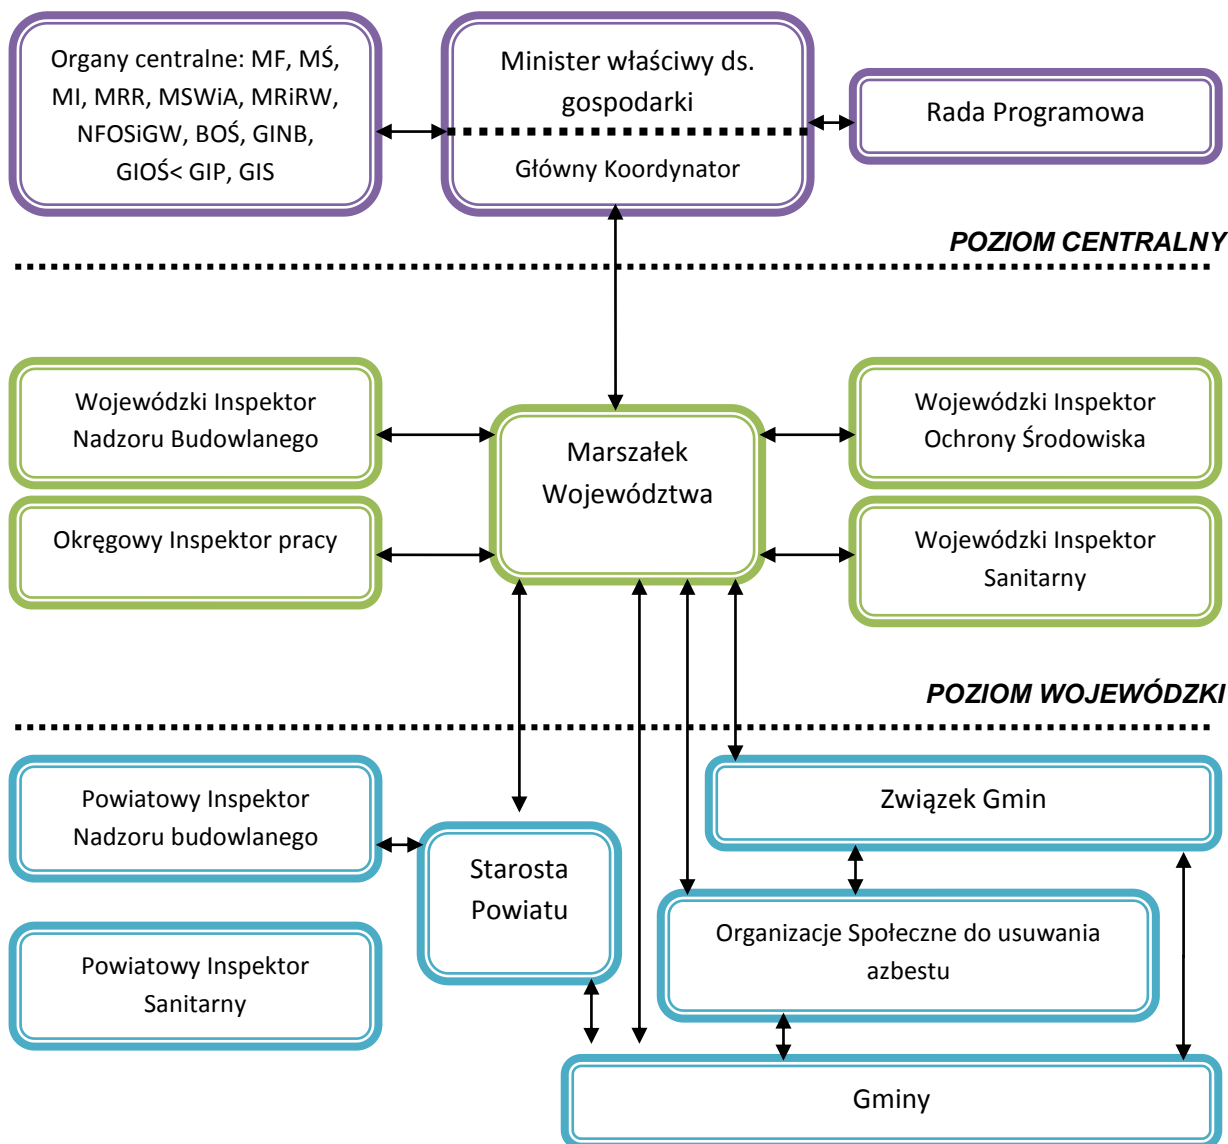 Organy centralne: MF, MŚ,
MI, MRR, MSWiA, MRiRW,
NFOSiGW, BOŚ, GINB,
GIOŚ< GIP, GIS
Minister właściwy ds.
gospodarki
Główny Koordynator
Rada Programowa
POZIOM CENTRALNY
Wojewódzki Inspektor
Nadzoru Budowlanego
Okręgowy Inspektor pracy
Marszałek
Województwa
Wojewódzki Inspektor
Ochrony Środowiska
Wojewódzki Inspektor
Sanitarny
POZIOM WOJEWÓDZKI
Powiatowy Inspektor
Nadzoru budowlanego
Powiatowy Inspektor
Sanitarny
Starosta
Powiatu
Związek Gmin
Organizacje Społeczne do usuwania
azbestu
Gminy